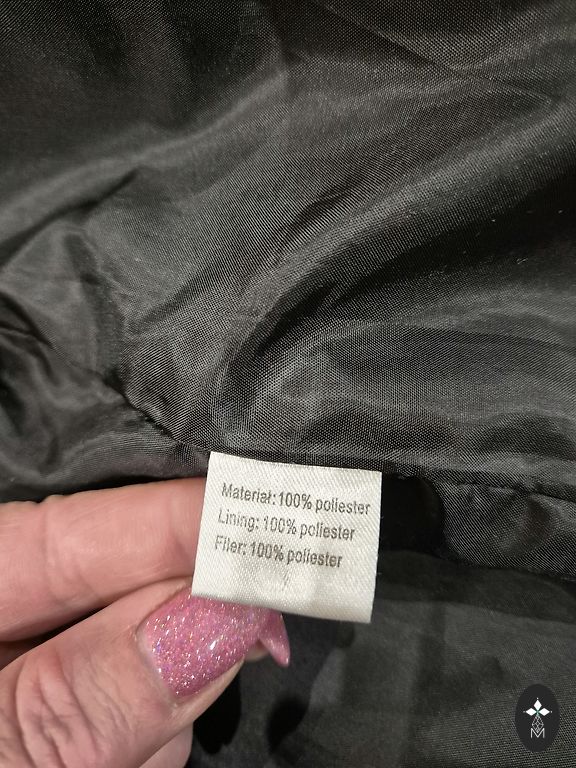 Materiał: 100% poliester
Lining: 100% poliester
Filer: 100% poliester